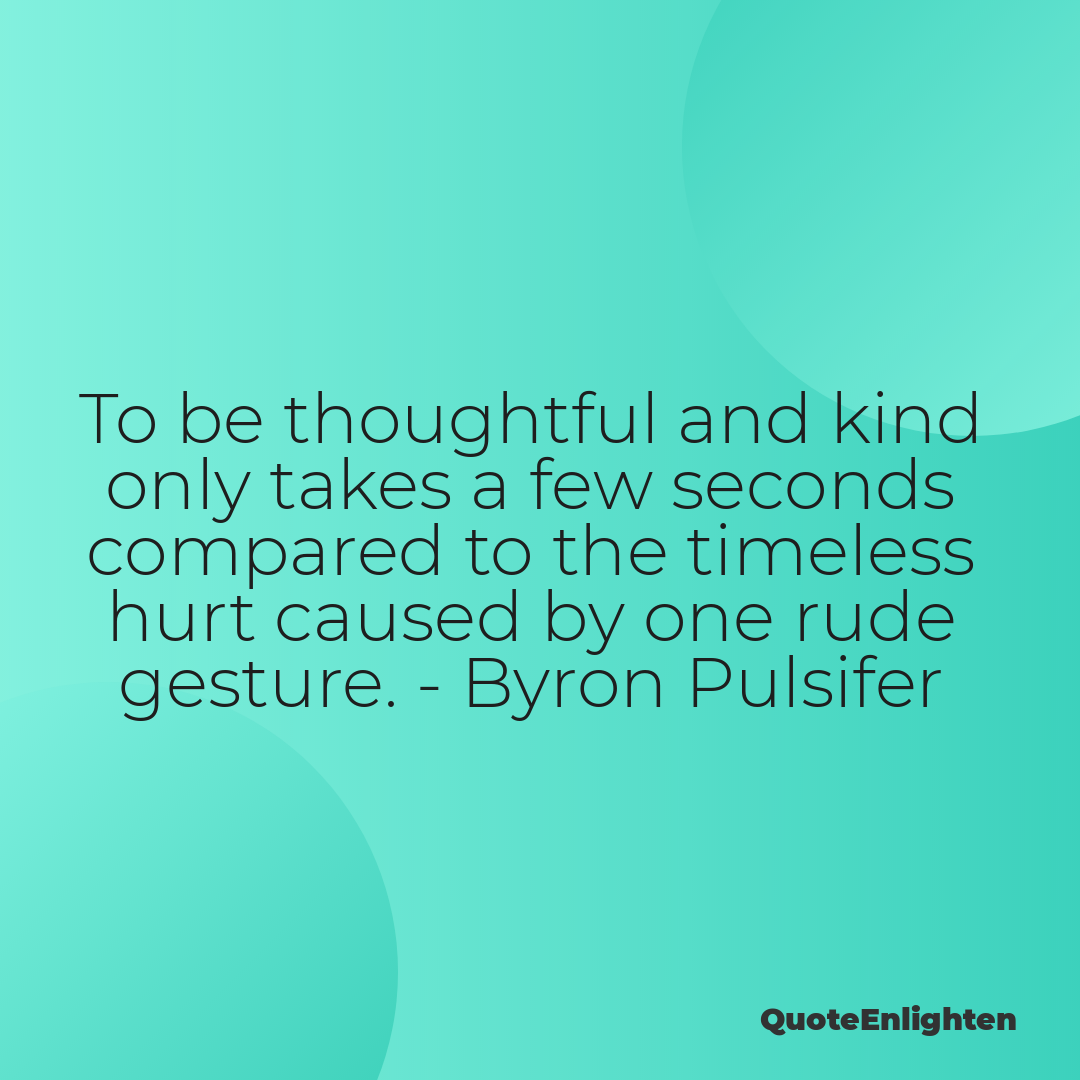 To be thoughtful and kind
only takes a few seconds
compared to the timeless
hurt caused by one rude
gesture. - Byron Pulsifer
QuoteEnlighten